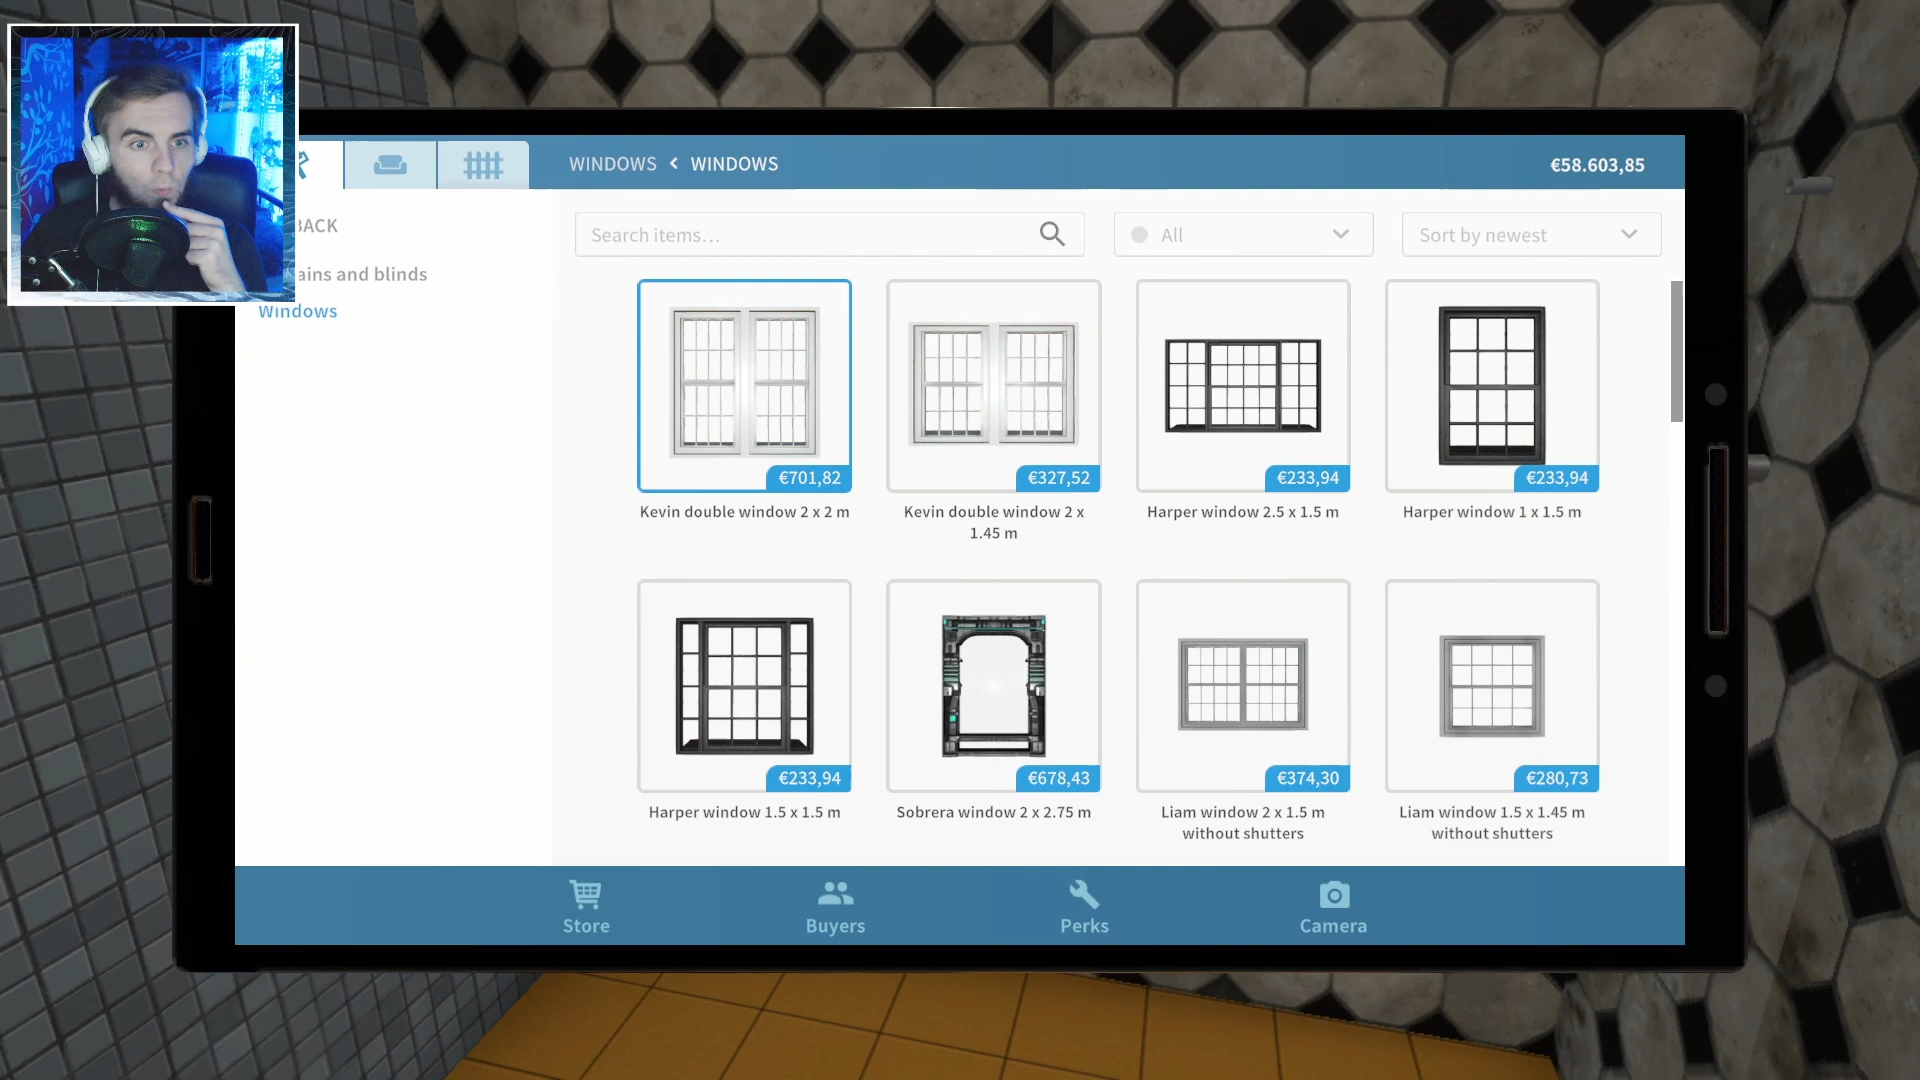 WINDOWS < WINDOWS
€58.603,85
BACK
ains and blinds
Windows
Search items...
All
Sort by newest
€701,82
€327,52
€233,94
€233,94
Kevin double window 2 x 2 m
Kevin double window 2 x
1.45 m
Harper window 2.5 x 1.5 m
Harper window 1 x 1.5 m
€233,94
€678,43
€374,30
€280,73
Harper window 1.5 x 1.5 m
Sobrera window 2 x 2.75 m
Liam window 2 x 1.5 m
without shutters
Liam window 1.5 x 1.45 m
without shutters
Store
Buyers
Perks
Camera